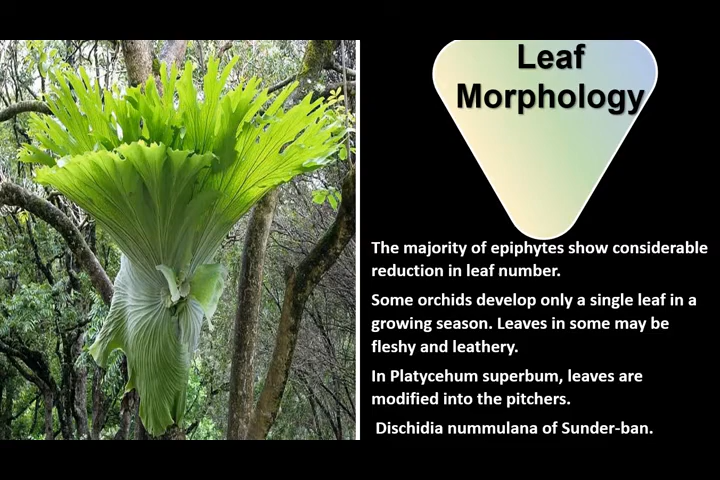 Leaf
Morphology
The majority of epiphytes show considerable
reduction in leaf number.
Some orchids develop only a single leaf in a
growing season. Leaves in some may be
fleshy and leathery.
In Platycehum superbum, leaves are
modified into the pitchers.
Dischidia nummulana of Sunder-ban.